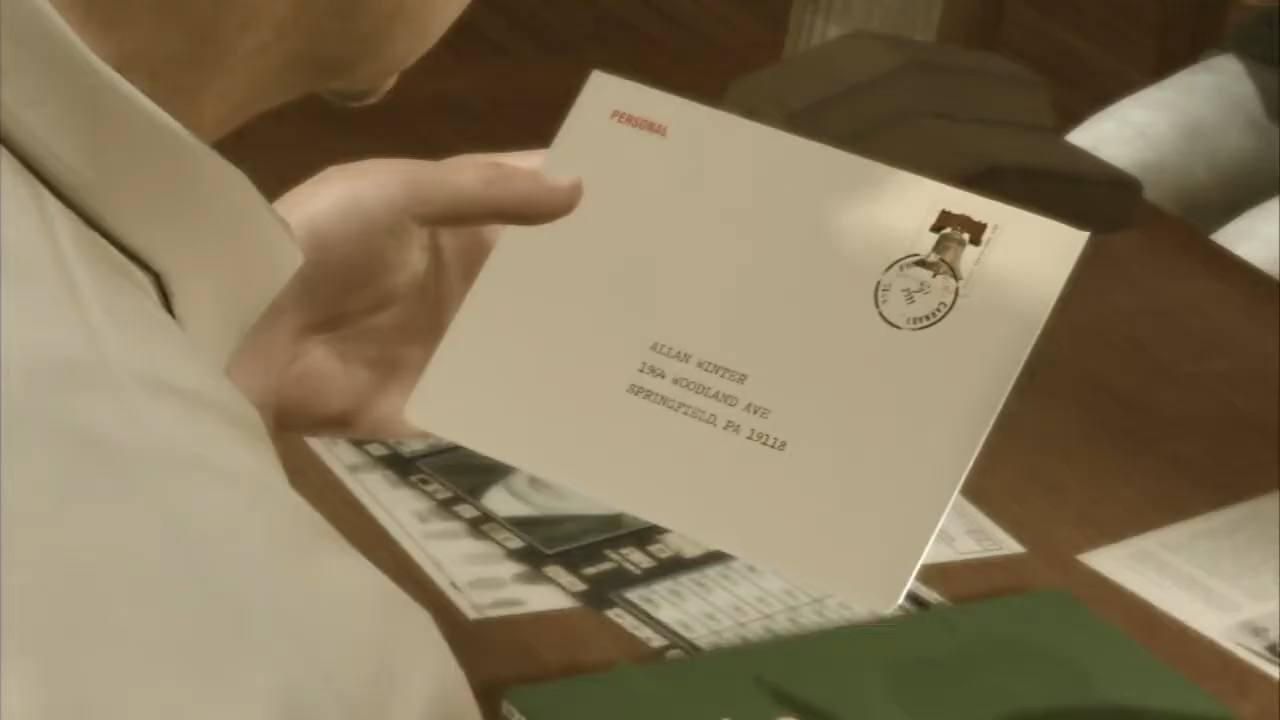 PERSONAL
ALLAN WINTER
1964 WOODLAND AVE
SPRINGFIELD, PA 19118